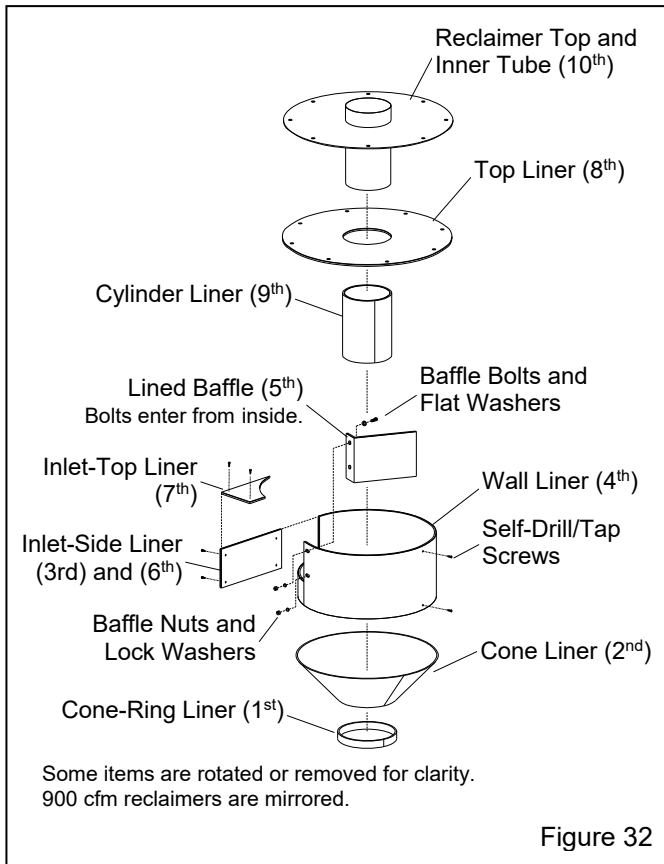 Reclaimer Top and
Inner Tube (10th)
Top Liner (8th)
Cylinder Liner (9th)
Lined Baffle (5th)
Bolts enter from inside.
Baffle Bolts and
Flat Washers
Inlet-Top Liner
(7th)
Wall Liner (4th)
Inlet-Side Liner
(3rd) and (6th)
Self-Drill/Tap
Screws
Baffle Nuts and
Lock Washers
Cone Liner (2nd)
Cone-Ring Liner (1st)
Some items are rotated or removed for clarity.
900 cfm reclaimers are mirrored.
Figure 32